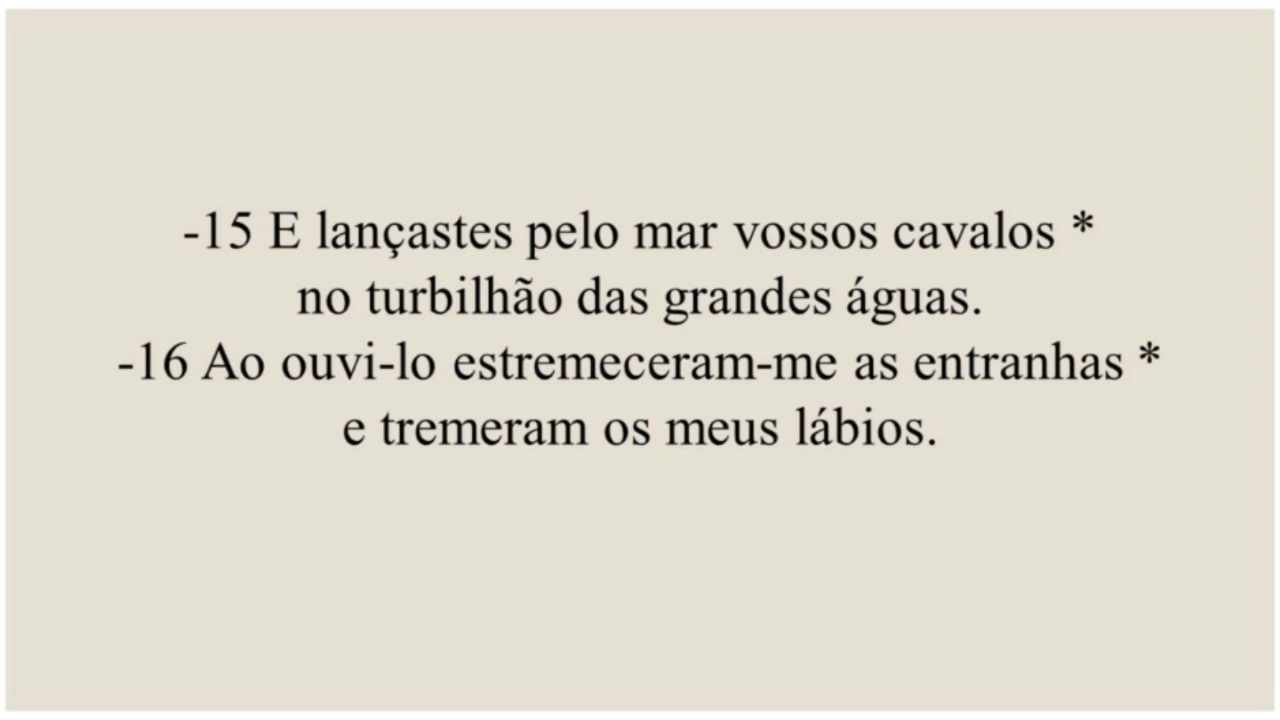 -15 E lançastes pelo mar vossos cavalos *
no turbilhão das grandes águas.
-16 Ao ouvi-lo estremeceram-me as entranhas *
e tremeram os meus lábios.